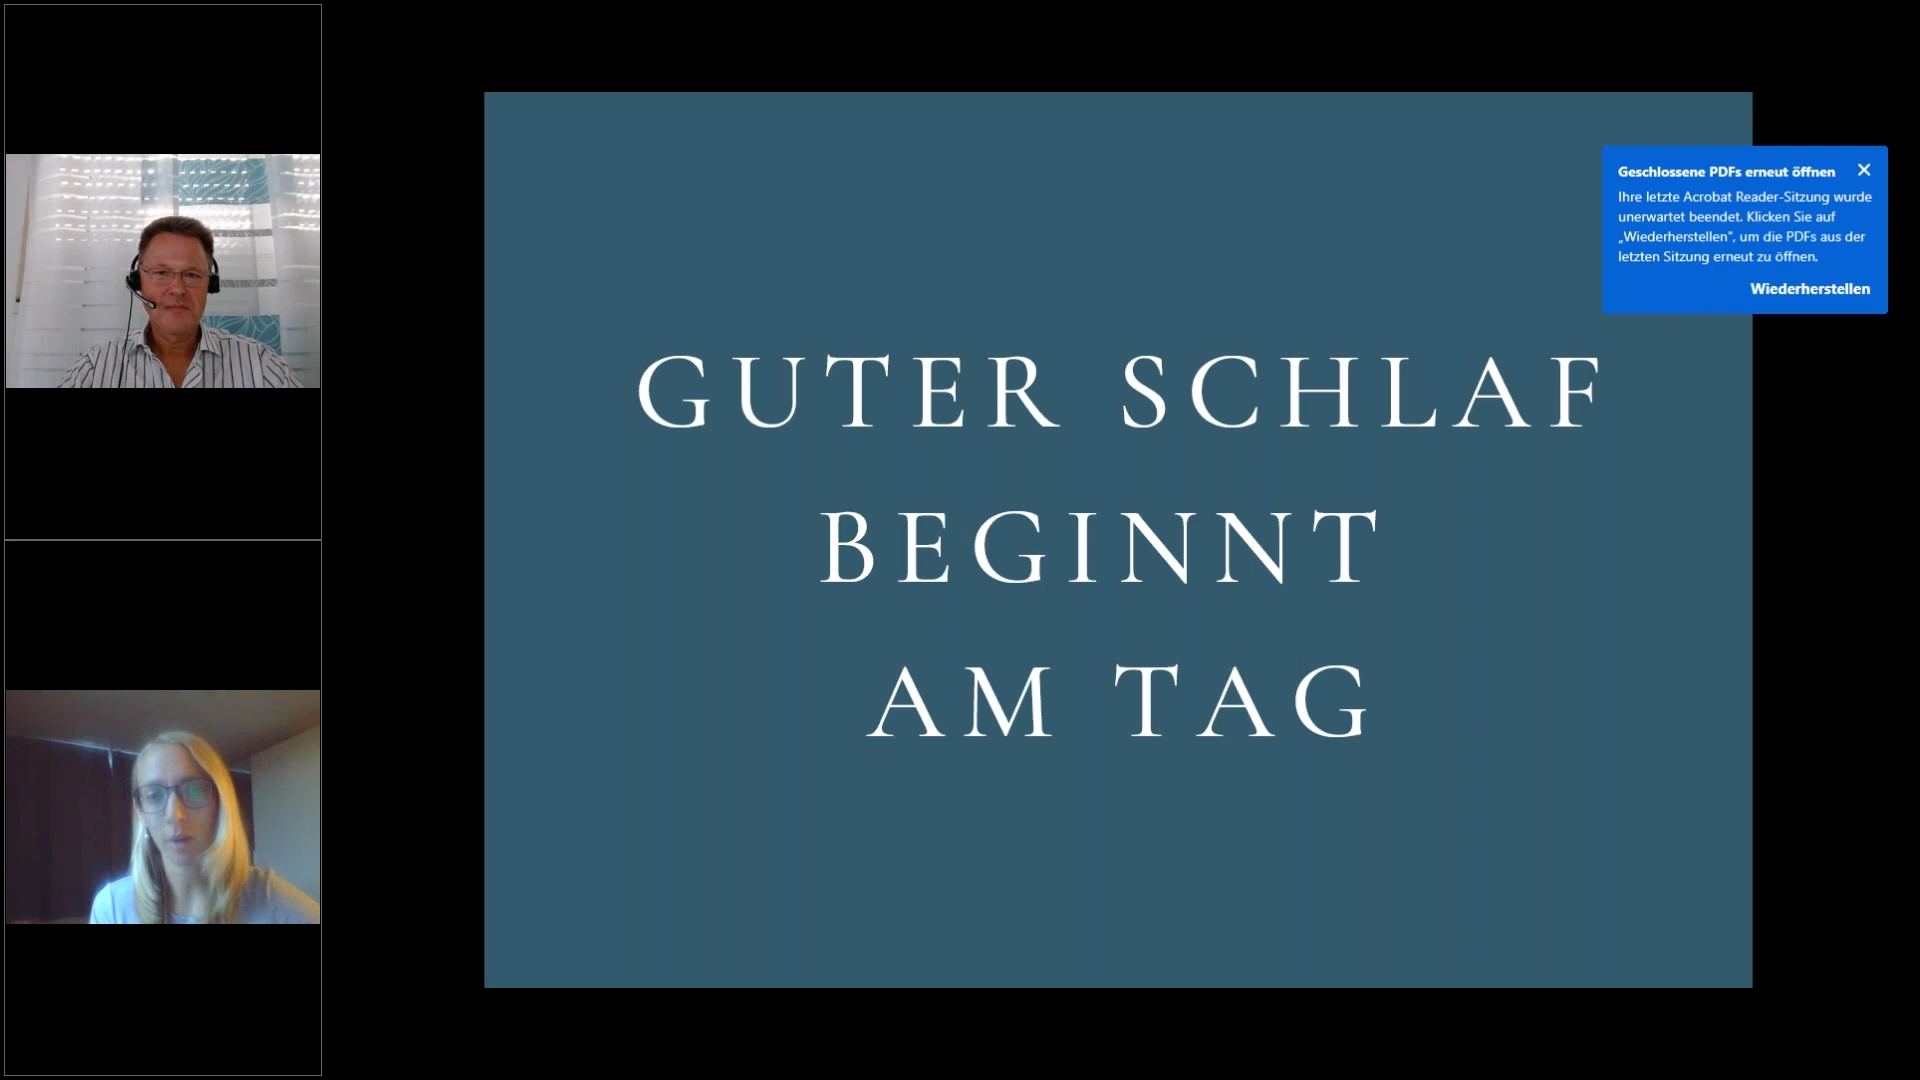 GUTER SCHLAF
BEGINNT
AM TAG
Geschlossene PDFs erneut öffnen
Ihre letzte Acrobat Reader-Sitzung wurde
unerwartet beendet. Klicken Sie auf
„Wiederherstellen“, um die PDFs aus der
letzten Sitzung erneut zu öffnen.
Wiederherstellen